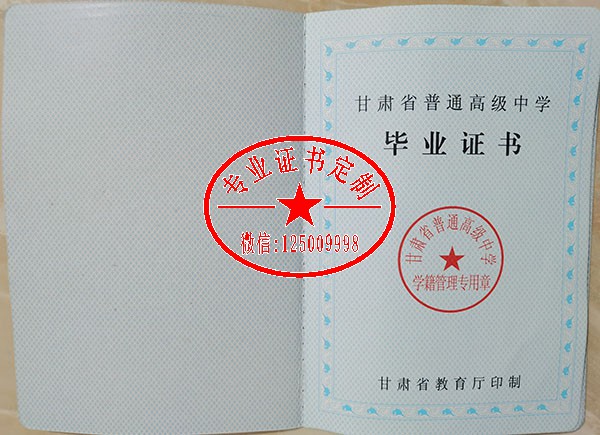 甘肃省普通高级中学
毕业证书
专业证书定制
微信:125009998
甘肃省普通高级中学
学籍管理专用章
甘肃省教育厅印制